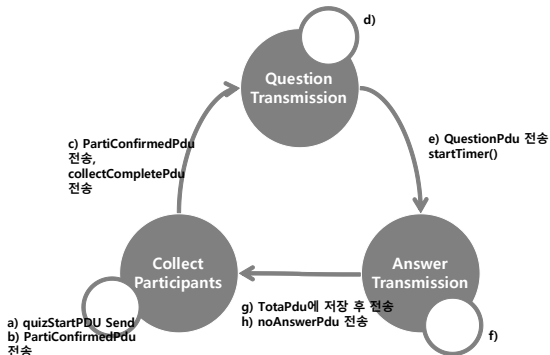 d)
Question
Transmission
c) PartiConfirmedPdu
전송,
collectCompletePdu
전송
e) QuestionPdu 전송
startTimer()
Collect
Participants
Answer
Transmission
a) quizStartPDU Send
b) PartiConfirmedPdu
전송
g) TotaPdu에 저장 후 전송
h) noAnswerPdu 전송
f)